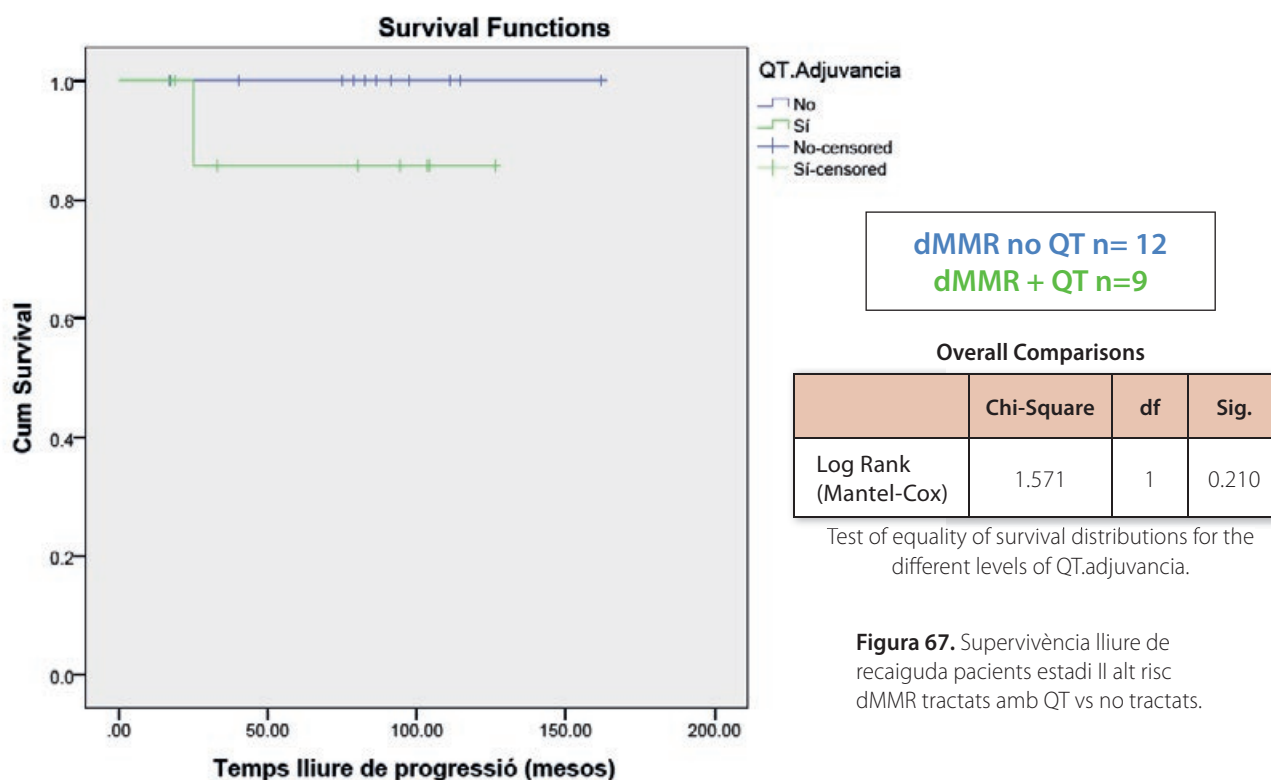 Survival Functions
QT.Adjuvancia
No
Sí
No-censored
Sí-censored
Cum Survival
1.0
0.8
0.6
0.4
0.2
0.0
.00 50.00 100.00 150.00 200.00
Temps lliure de progressió (mesos)
dMMR no QT n= 12
dMMR + QT n=9
Overall Comparisons
Chi-Square df Sig.
Log Rank
(Mantel-Cox) 1.571 1 0.210
Test of equality of survival distributions for the
different levels of QT.adjuvancia.
Figura 67. Supervivència lliure de
recaiguda pacients estadi II alt risc
dMMR tractats amb QT vs no tractats.